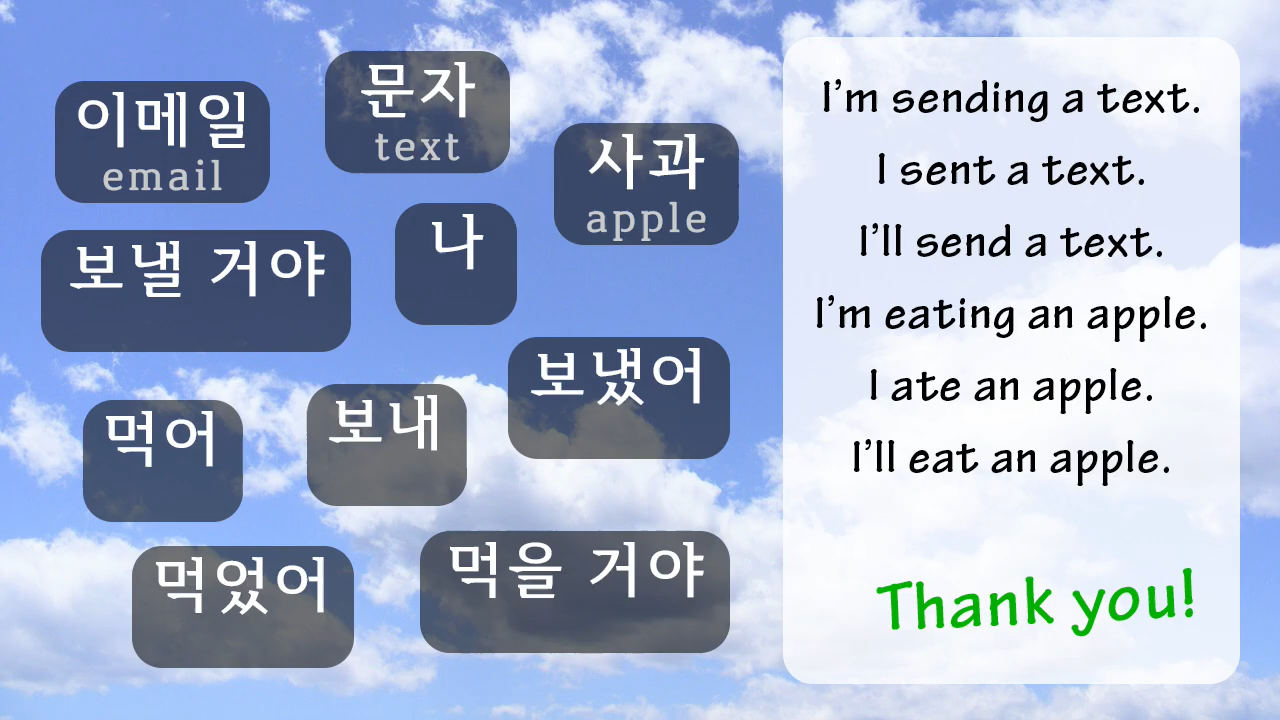 이메일
email
문자
text
사과
apple
보낼 거야
나
보냈어
먹어
보내
먹었어
먹을 거야
I'm sending a text.
I sent a text.
I'll send a text.
I'm eating an apple.
I ate an apple.
I'll eat an apple.
Thank you!